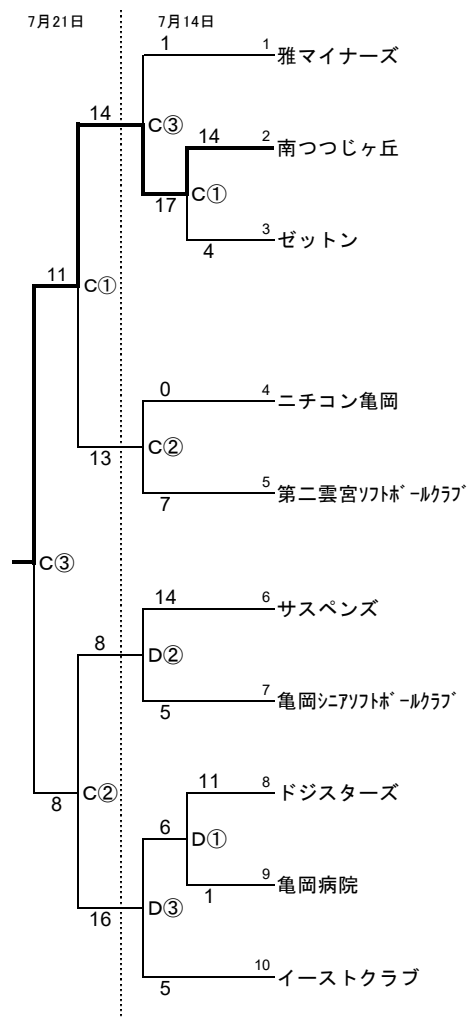 7月21日 7月14日
1 1 雅マイナーズ
14 C③
14 2 南つつじヶ丘
17 C①
4 3 ゼットン
11 C①
0 4 ニチコン亀岡
13 C②
7 5 第二雲宮ｿﾌﾄﾎﾞｰﾙｸﾗﾌﾞ
C③
14 6 サスペンズ
8 D②
5 7 亀岡ｼﾆｱｿﾌﾄﾎﾞｰﾙｸﾗﾌﾞ
11 8 ドジスターズ
8 C②
6 D①
1 9 亀岡病院
16 D③
5 10 イーストクラブ